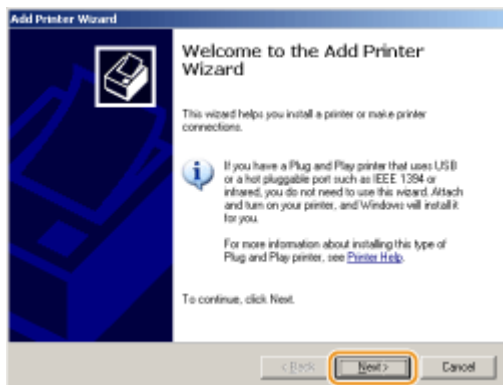 Add Printer Wizard
Welcome to the Add Printer
Wizard
This wizard helps you install a printer or make printer
connections.
If you have a Plug and Play printer that uses USB
or a hot pluggable port such as IEEE 1394 or
infrared, you do not need to use this wizard. Attach
and turn on your printer, and Windows will install it
for you.
For more information about installing this type of
Plug and Play printer, see Printer Help.
To continue, click Next.
< Back Next > Cancel